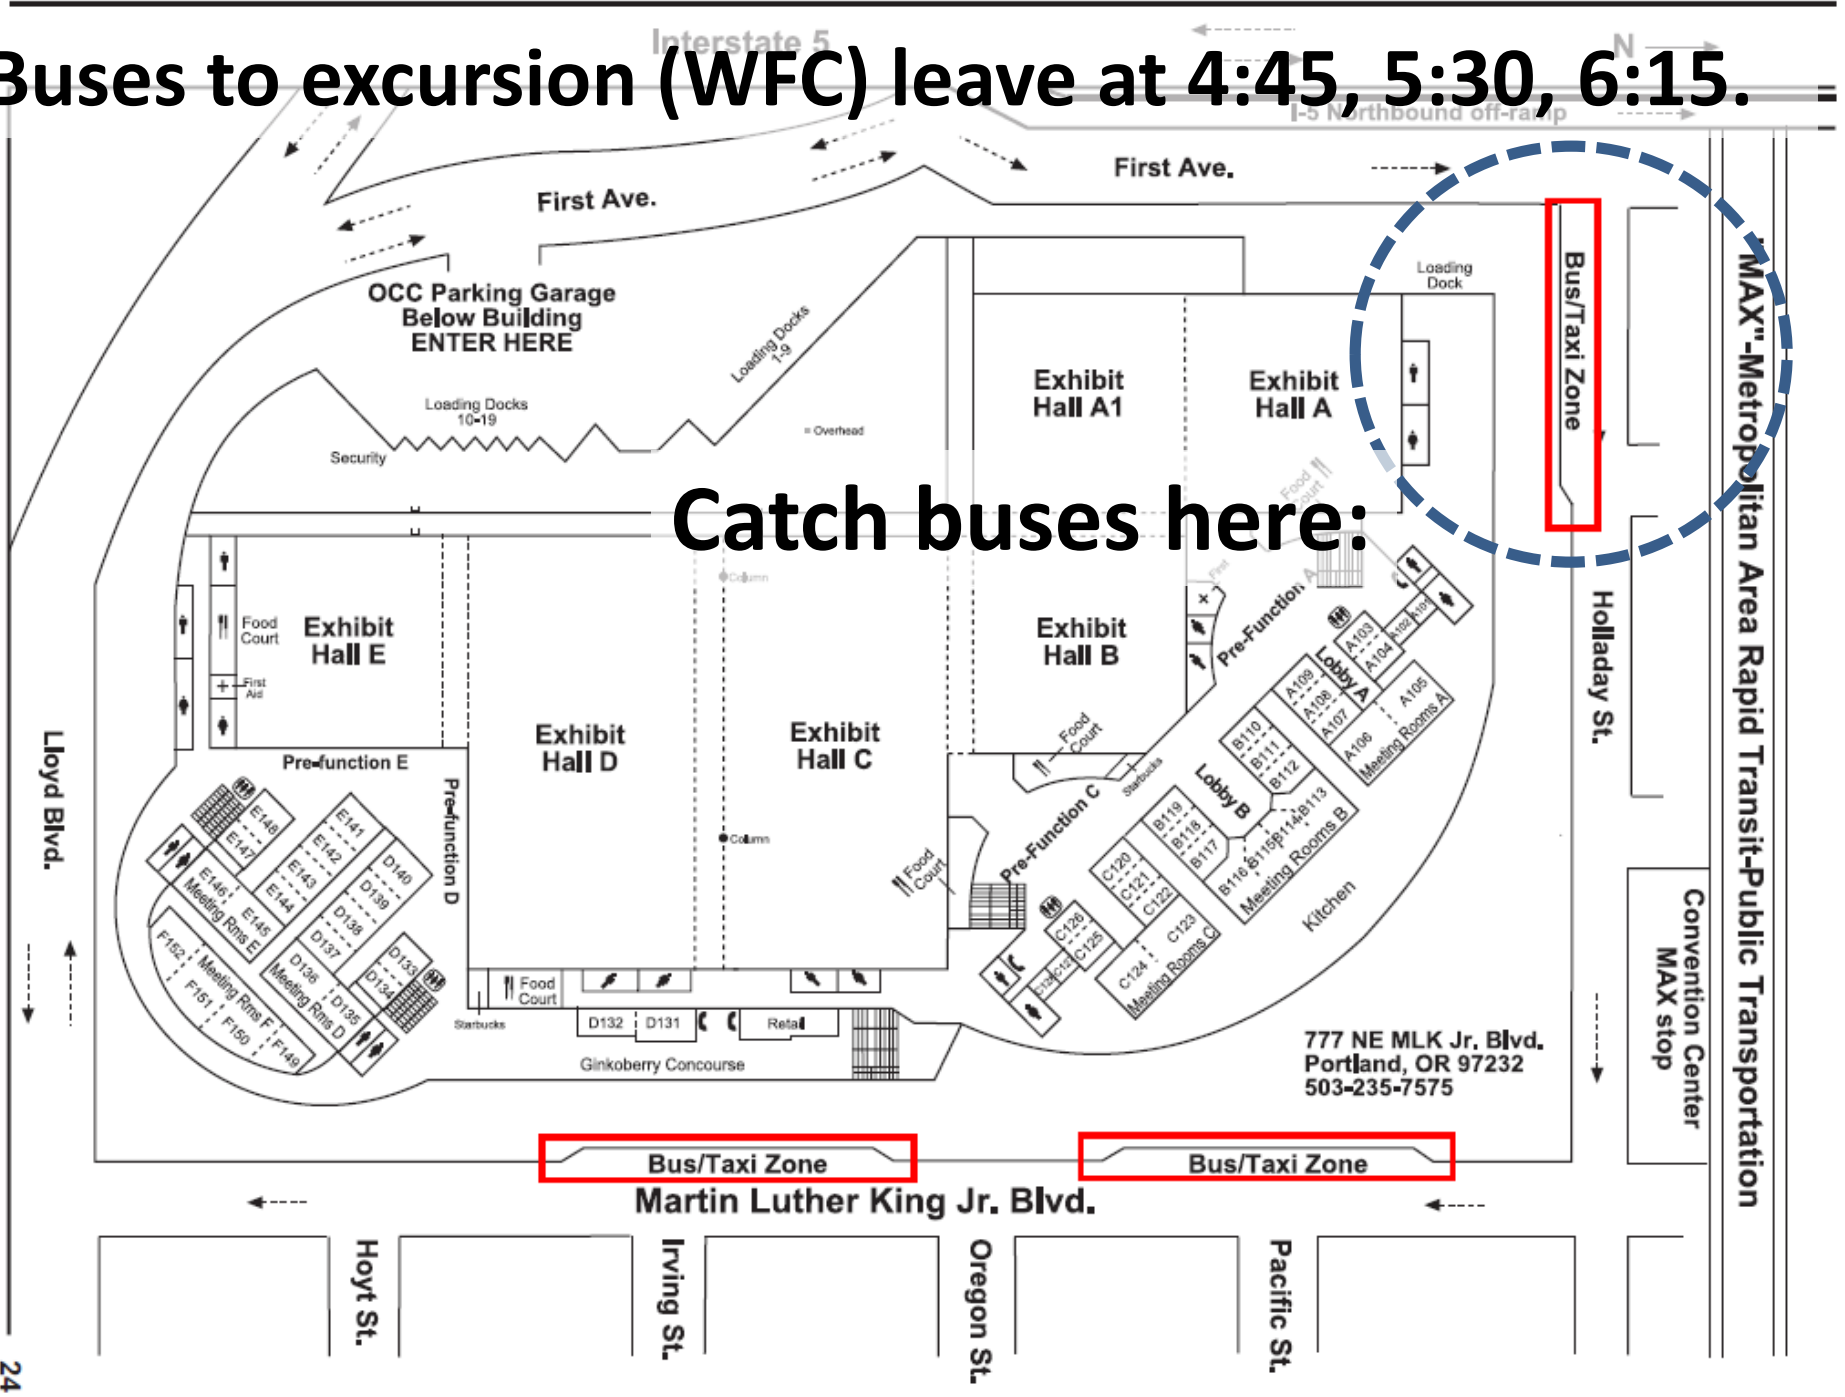 Interstate 5
N
Buses to excursion (WFC) leave at 4:45, 5:30, 6:15.
I-5 Northbound off-ramp
First Ave.
First Ave.
Loading
Dock
Bus/Taxi Zone
"MAX"-Metropolitan Area Rapid Transit-Public Transportation
OCC Parking Garage
Below Building
ENTER HERE
Loading Docks
1-9
Loading Docks
10-19
Security
= Overhead
Exhibit
Hall A1
Exhibit
Hall A
Food
Court
Catch buses here:
Column
First
Pre-Function A
Food
Court
First
Aid
Exhibit
Hall E
Exhibit
Hall B
Holladay St.
A101
A102
A103
A104
Lobby A
A105
A106
Meeting Rooms A
A109
A108
A107
Exhibit
Hall D
Exhibit
Hall C
Food
Court
Starbucks
B110
B111
B112
Lobby B
B113
B114
B115
B116
Meeting Rooms B
B119
B118
B117
Lloyd Blvd.
Pre-function E
Pre-function D
Column
Pre-Function C
Food
Court
C120
C121
C122
C123
C124
Meeting Rooms C
C126
C125
C127
Kitchen
E148
E147
E141
E142
E143
E144
E146
E145
Meeting Rms E
D140
D139
D138
D137
D136
D135
Meeting Rms D
D133
D134
F152
F151
F150
F149
Meeting Rms F
Convention Center
MAX stop
Food
Court
Starbucks
D132
D131
Retail
Ginkoberry Concourse
777 NE MLK Jr. Blvd.
Portland, OR 97232
503-235-7575
Bus/Taxi Zone
Bus/Taxi Zone
Martin Luther King Jr. Blvd.
Hoyt St.
Irving St.
Oregon St.
Pacific St.
24